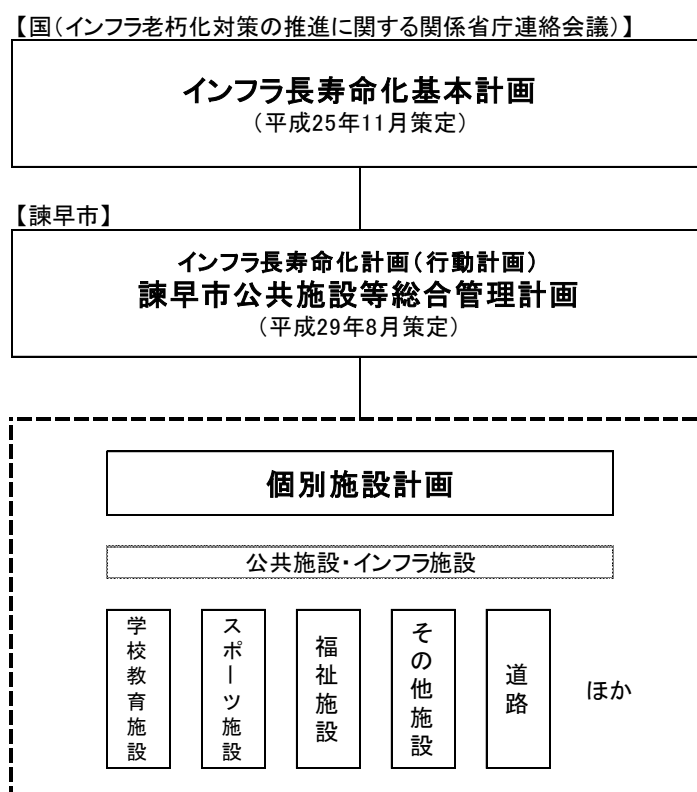 【国(インフラ老朽化対策の推進に関する関係省庁連絡会議)】
インフラ長寿命化基本計画
(平成25年11月策定)
【諫早市】
インフラ長寿命化計画(行動計画)
諫早市公共施設等総合管理計画
(平成29年8月策定)
個別施設計画
公共施設・インフラ施設
学校教育施設
スポーツ施設
福祉施設
その他施設
道路
ほか